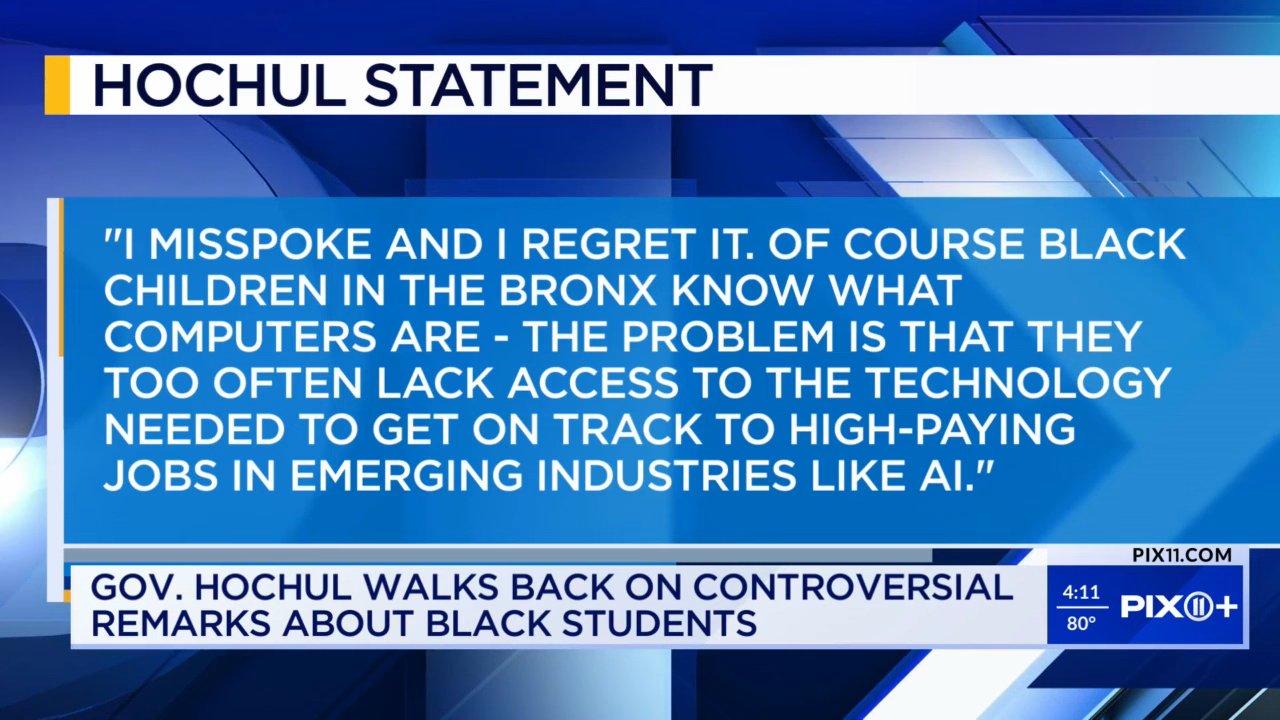 HOCHUL STATEMENT
"I MISSPOKE AND I REGRET IT. OF COURSE BLACK
CHILDREN IN THE BRONX KNOW WHAT
COMPUTERS ARE - THE PROBLEM IS THAT THEY
TOO OFTEN LACK ACCESS TO THE TECHNOLOGY
NEEDED TO GET ON TRACK TO HIGH-PAYING
JOBS IN EMERGING INDUSTRIES LIKE AI."
PIX11.COM
GOV. HOCHUL WALKS BACK ON CONTROVERSIAL
REMARKS ABOUT BLACK STUDENTS
4:11
80°
PIX11+